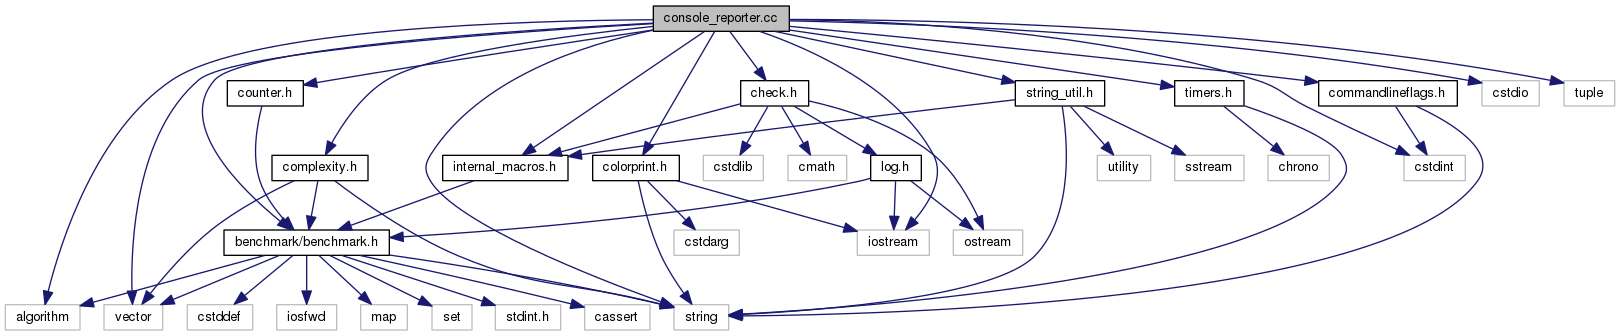 console_reporter.cc
counter.h
check.h
string_util.h
timers.h
commandlineflags.h
cstdio
tuple
complexity.h
internal_macros.h
colorprint.h
cstdlib
cmath
log.h
utility
sstream
chrono
cstdint
benchmark/benchmark.h
cstdarg
iostream
ostream
algorithm
vector
cstddef
iosfwd
map
set
stdint.h
cassert
string